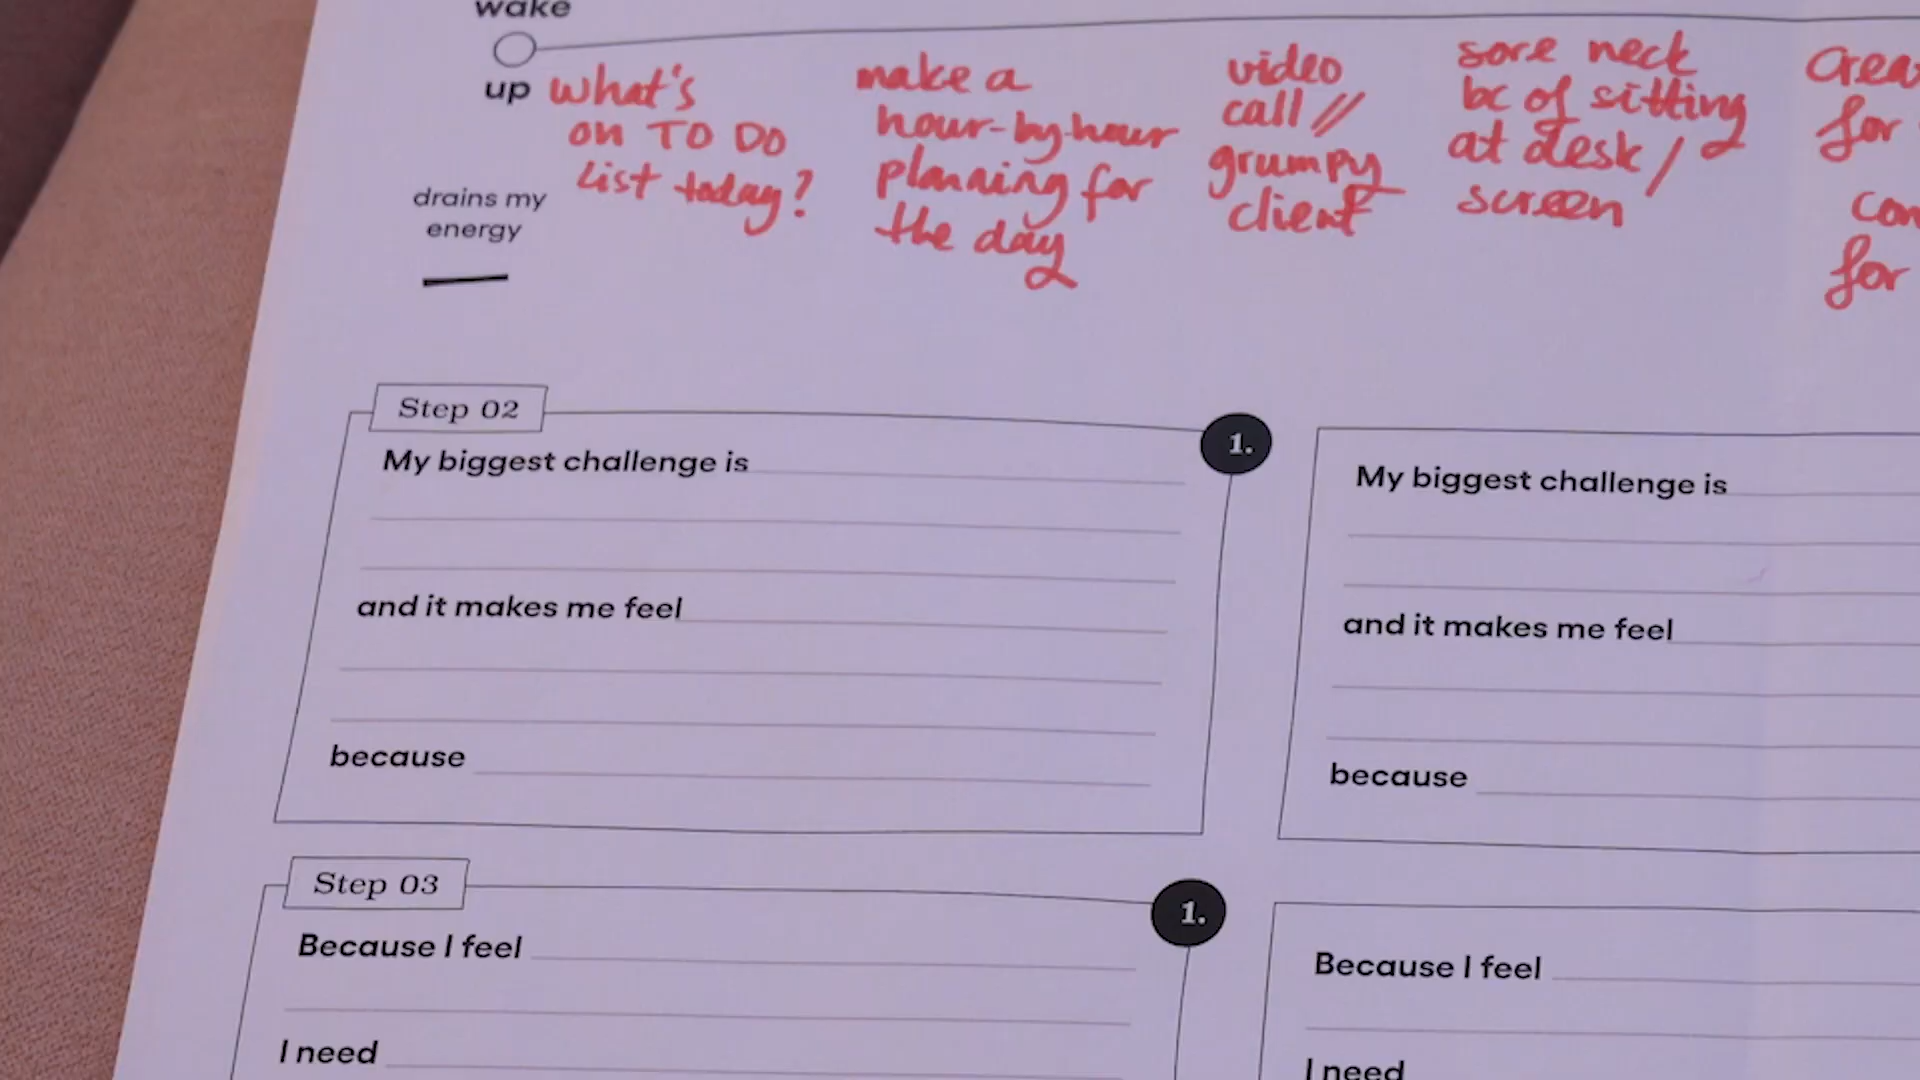 wake
up
what's
on TO DO
list today?
make a
hour-by-hour
planning for
the day
video
call //
grumpy
client
sore neck
bc of sitting
at desk /
screen
for
for
drains my
energy
Step 02
1.
My biggest challenge is
and it makes me feel
because
My biggest challenge is
and it makes me feel
because
Step 03
1.
Because I feel
I need
Because I feel
I need